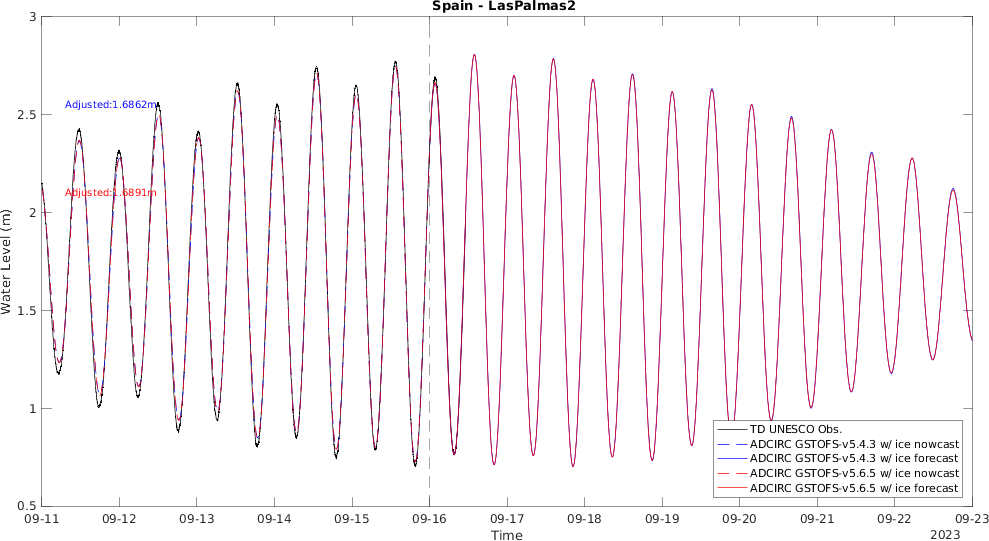 Spain - LasPalmas2
3
2.5
2
1.5
1
0.5
Water Level (m)
Adjusted:1.6862m
Adjusted:1.6891m
TD UNESCO Obs.
ADCIRC GSTOFS-v5.4.3 w/ ice nowcast
ADCIRC GSTOFS-v5.4.3 w/ ice forecast
ADCIRC GSTOFS-v5.6.5 w/ ice nowcast
ADCIRC GSTOFS-v5.6.5 w/ ice forecast
09-11 09-12 09-13 09-14 09-15 09-16 09-17 09-18 09-19 09-20 09-21 09-22 09-23
Time
2023